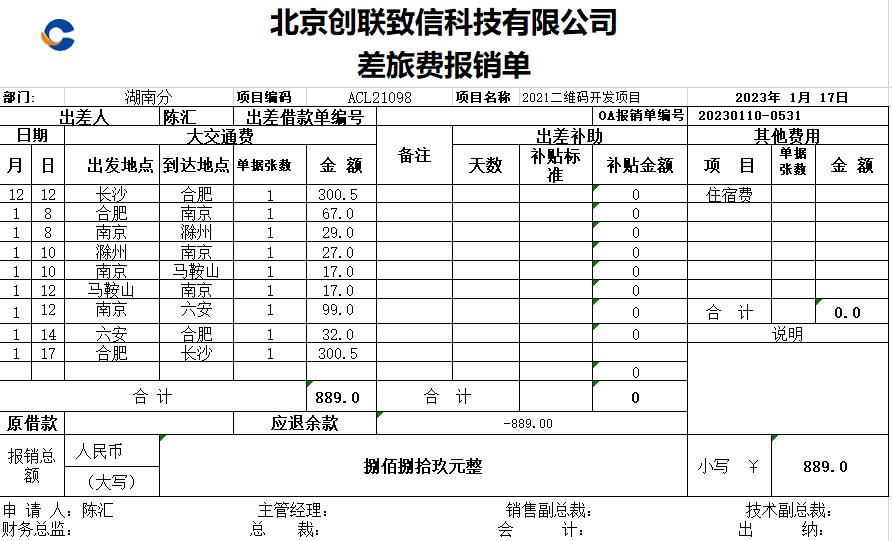 北京创联致信科技有限公司
差旅费报销单
部门: 湖南分 项目编码 ACL21098 项目名称 2021二维码开发项目 2023年 1月 17日
出差人 陈汇 出差借款单编号 OA报销单编号 20230110-0531
日期 大交通费 备注 出差补助 其他费用
月 日 出发地点 到达地点 单据张数 金 额 天数 补贴标准 补贴金额 项 目 单据张数 金 额
12 12 长沙 合肥 1 300.5 0 住宿费
1 8 合肥 南京 1 67.0 0
1 8 南京 滁州 1 29.0 0
1 10 滁州 南京 1 27.0 0
1 10 南京 马鞍山 1 17.0 0
1 12 马鞍山 南京 1 17.0 0
1 12 南京 六安 1 99.0 0 合 计 0.0
1 14 六安 合肥 1 32.0 0 说明
1 17 合肥 长沙 1 300.5
0
合 计 889.0 合 计 0
原借款 应退余款 -889.00
报销总额 人民币 （大写） 捌佰捌拾玖元整 小写 ￥ 889.0
申 请 人：陈汇 主管经理： 销售副总裁： 技术副总裁：
财务总监： 总 裁： 会 计： 出 纳：